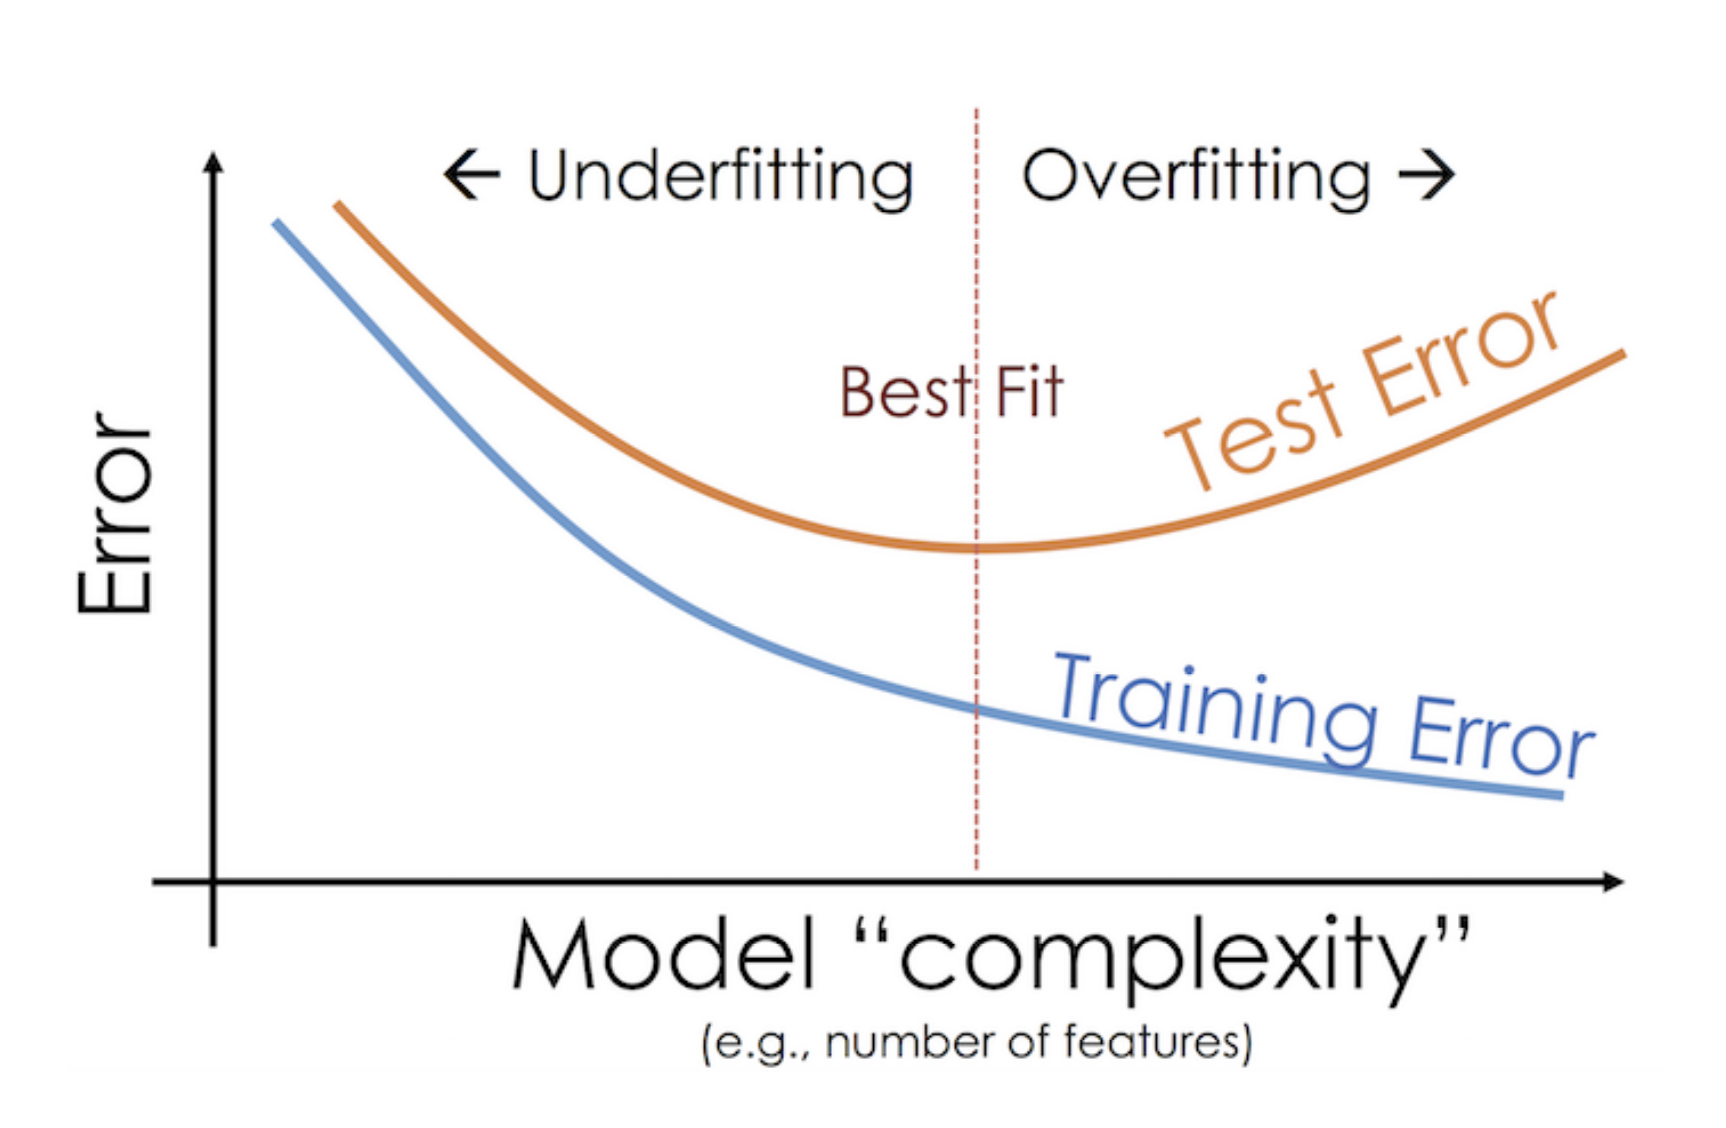 ← Underfitting
Overfitting →
Best Fit
Test Error
Training Error
Error
Model “complexity”
(e.g., number of features)